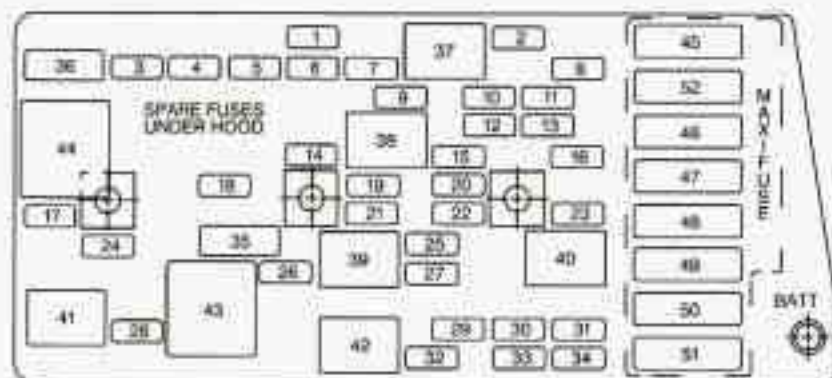 1 2
36 3 4 5 6 7 37 8 45
9 10 11 52
SPARE FUSES
UNDER HOOD
44 38 12 13 46
14 15 16
18 19 20 47
17 21 22 23
24 35 25 48
39 40
26 27 49
41 43 50 BATT
28 29 30 31
42 32 33 34 51
MAXIFUSE